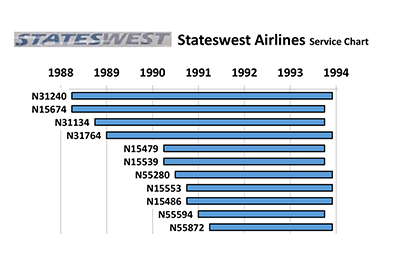 STATESWEST Stateswest Airlines Service Chart
1988 1989 1990 1991 1992 1993 1994
N31240
N15674
N31134
N31764
N15479
N15539
N55280
N15553
N15486
N55594
N55872